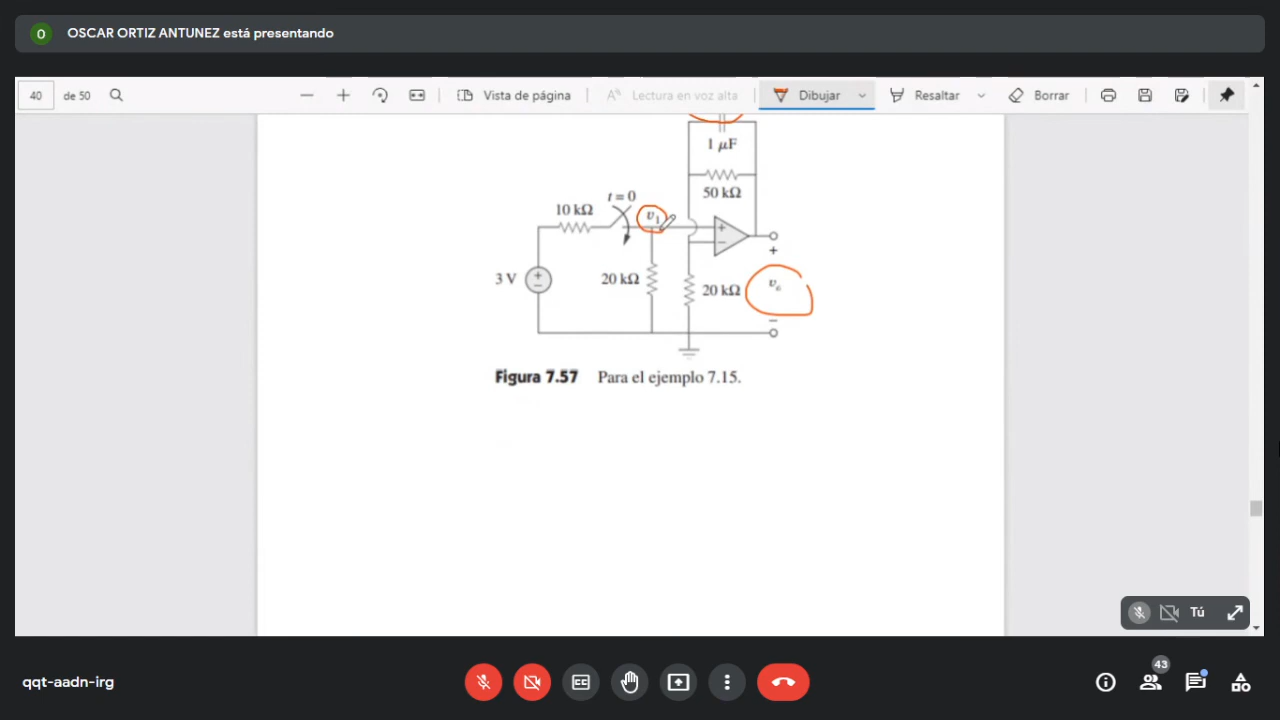 O OSCAR ORTIZ ANTUNEZ está presentando
40 de 50 Vista de página A Lectura en voz alta Dibujar Resaltar Borrar
1 μF
50 kΩ
t = 0
10 kΩ
v₁
+
−
+
3 V
+
−
20 kΩ
20 kΩ
vₒ
−
Figura 7.57 Para el ejemplo 7.15.
Tú
qqt-aadn-irg
CC
43